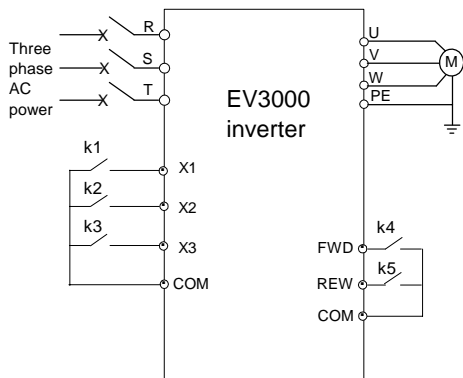 Three
phase
AC
power
R
S
T
EV3000
inverter
U
V
W
PE
M
k1
X1
k2
X2
k3
X3
COM
FWD
k4
REW
k5
COM